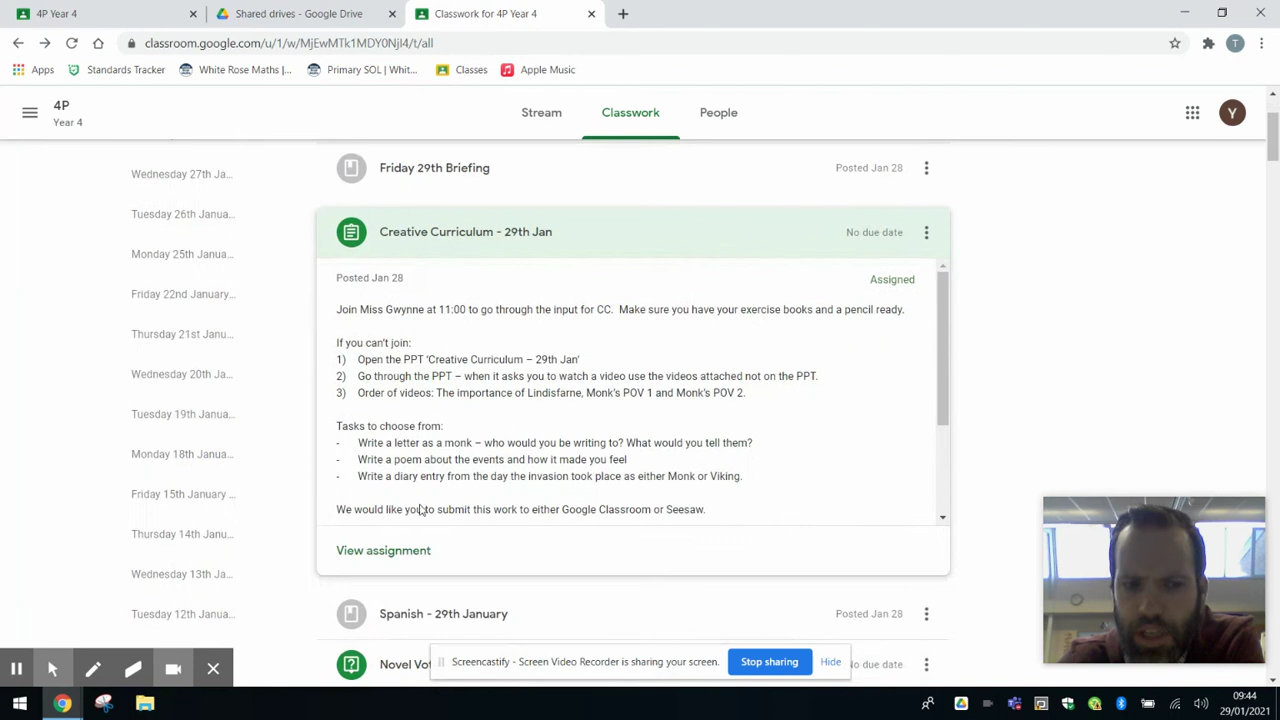 4P Year 4
Shared drives - Google Drive
Classwork for 4P Year 4
classroom.google.com/u/1/w/MjEwMTk1MDY0NjI4/t/all
Apps
Standards Tracker
White Rose Maths |...
Primary SOL | Whit...
Classes
Apple Music
4P
Year 4
Stream
Classwork
People
Y
T
Wednesday 27th Ja...
Tuesday 26th Janua...
Monday 25th Janua...
Friday 22nd January...
Thursday 21st Janu...
Wednesday 20th Ja...
Tuesday 19th Janua...
Monday 18th Janua...
Friday 15th January ...
Thursday 14th Janu...
Wednesday 13th Ja...
Tuesday 12th Janua...
Friday 29th Briefing
Posted Jan 28
Creative Curriculum - 29th Jan
No due date
Posted Jan 28
Assigned
Join Miss Gwynne at 11:00 to go through the input for CC. Make sure you have your exercise books and a pencil ready.
If you can't join:
1) Open the PPT 'Creative Curriculum – 29th Jan'
2) Go through the PPT – when it asks you to watch a video use the videos attached not on the PPT.
3) Order of videos: The importance of Lindisfarne, Monk's POV 1 and Monk's POV 2.
Tasks to choose from:
- Write a letter as a monk – who would you be writing to? What would you tell them?
- Write a poem about the events and how it made you feel
- Write a diary entry from the day the invasion took place as either Monk or Viking.
We would like you to submit this work to either Google Classroom or Seesaw.
View assignment
Spanish - 29th January
Posted Jan 28
Novel Vot
No due date
Screencastify - Screen Video Recorder is sharing your screen.
Stop sharing
Hide
09:44
29/01/2021